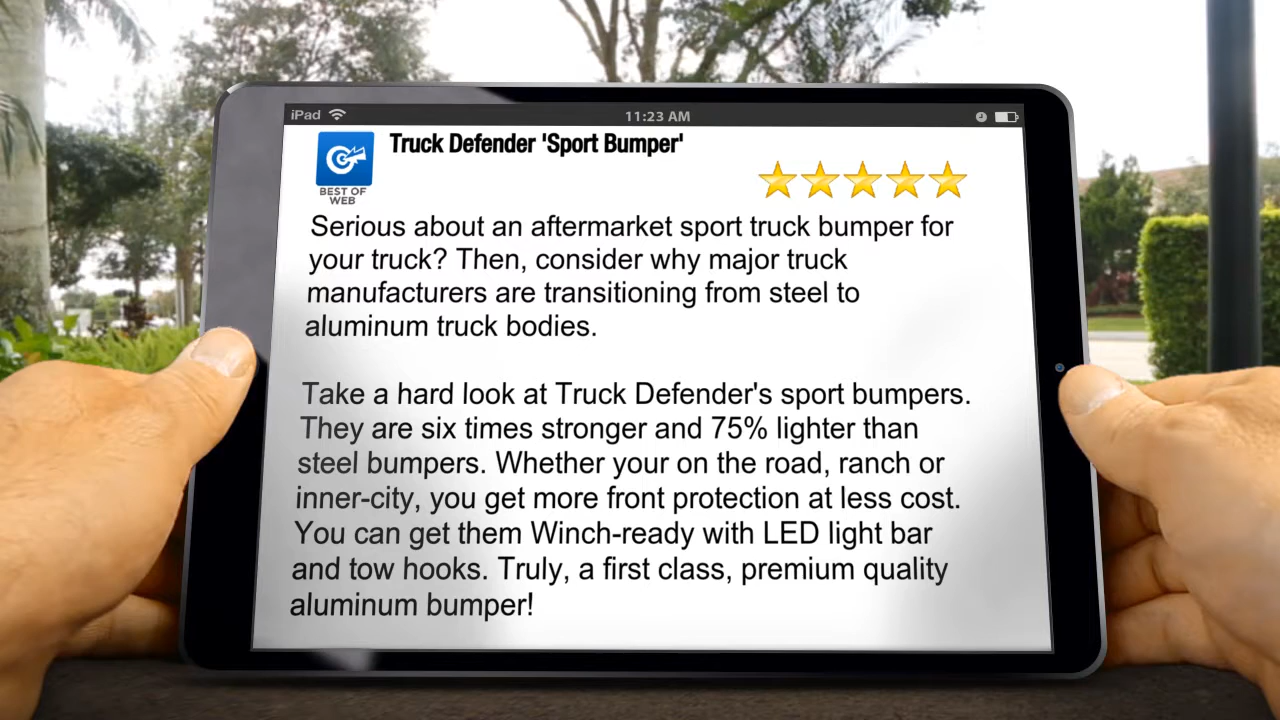 iPad
11:23 AM
Truck Defender 'Sport Bumper'
BEST OF
WEB
Serious about an aftermarket sport truck bumper for
your truck? Then, consider why major truck
manufacturers are transitioning from steel to
aluminum truck bodies.
Take a hard look at Truck Defender's sport bumpers.
They are six times stronger and 75% lighter than
steel bumpers. Whether your on the road, ranch or
inner-city, you get more front protection at less cost.
You can get them Winch-ready with LED light bar
and tow hooks. Truly, a first class, premium quality
aluminum bumper!